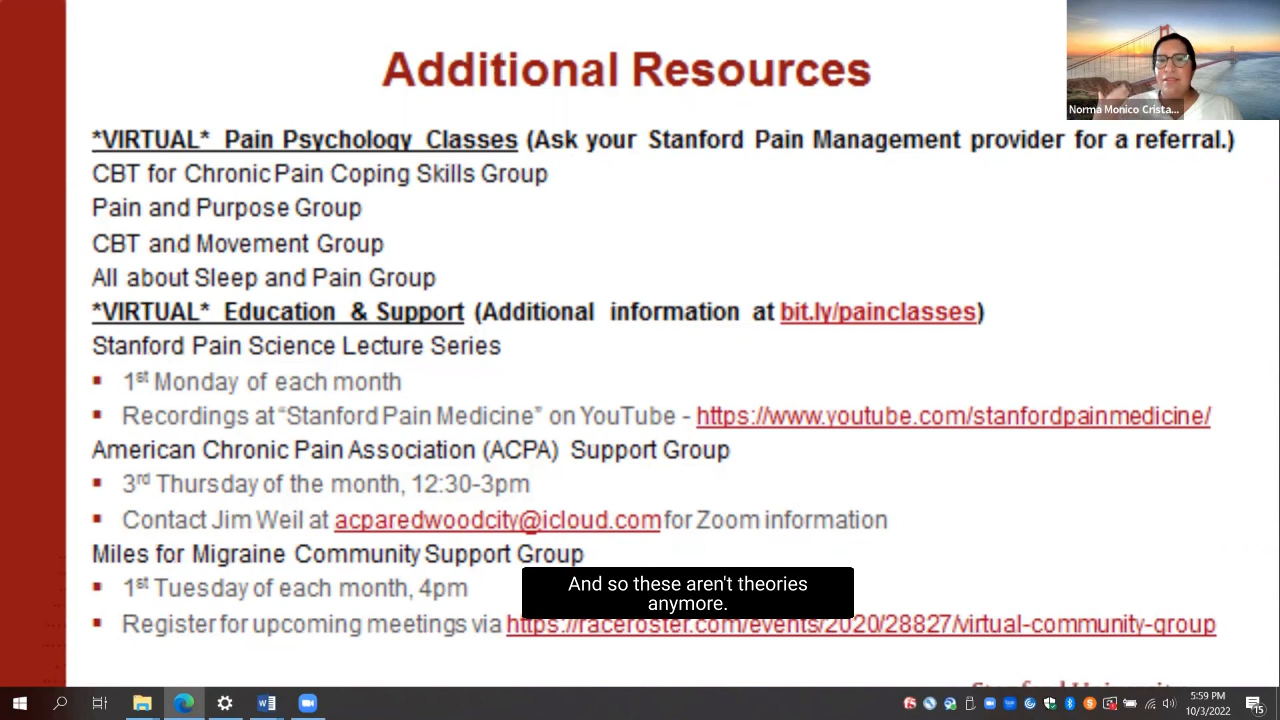 Additional Resources
Norma Monico Crista...
*VIRTUAL* Pain Psychology Classes (Ask your Stanford Pain Management provider for a referral.)
CBT for Chronic Pain Coping Skills Group
Pain and Purpose Group
CBT and Movement Group
All about Sleep and Pain Group
*VIRTUAL* Education & Support (Additional information at bit.ly/painclasses)
Stanford Pain Science Lecture Series
1st Monday of each month
Recordings at “Stanford Pain Medicine” on YouTube - https://www.youtube.com/stanfordpainmedicine/
American Chronic Pain Association (ACPA) Support Group
3rd Thursday of the month, 12:30-3pm
Contact Jim Weil at acparedwoodcity@icloud.com for Zoom information
Miles for Migraine Community Support Group
1st Tuesday of each month, 4pm
And so these aren't theories
anymore.
Register for upcoming meetings via https://raceroster.com/events/2020/28827/virtual-community-group
5:59 PM
10/3/2022
15